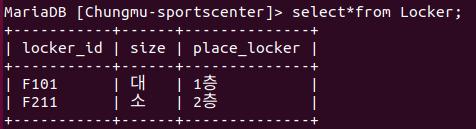 MariaDB [Chungmu-sportscenter]> select*from Locker;
+-----------+------+--------------+
| locker_id | size | place_locker |
+-----------+------+--------------+
| F101      | 대   | 1층          |
| F211      | 소   | 2층          |
+-----------+------+--------------+